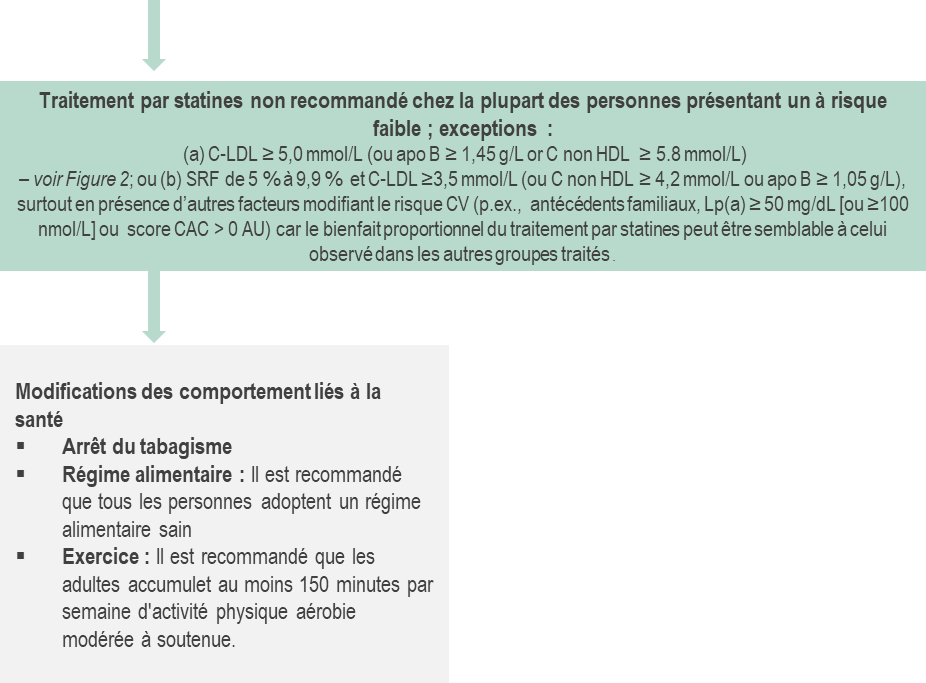 Traitement par statines non recommandé chez la plupart des personnes présentant un à risque
faible ; exceptions :
(a) C-LDL ≥ 5,0 mmol/L (ou apo B ≥ 1,45 g/L or C non HDL ≥ 5.8 mmol/L)
– voir Figure 2; ou (b) SRF de 5 % à 9,9 % et C-LDL ≥3,5 mmol/L (ou C non HDL ≥ 4,2 mmol/L ou apo B ≥ 1,05 g/L),
surtout en présence d’autres facteurs modifiant le risque CV (p.ex., antécédents familiaux, Lp(a) ≥ 50 mg/dL [ou ≥100
nmol/L] ou score CAC > 0 AU) car le bienfait proportionnel du traitement par statines peut être semblable à celui
observé dans les autres groupes traités.
Modifications des comportement liés à la
santé
▪ Arrêt du tabagisme
▪ Régime alimentaire : Il est recommandé
que tous les personnes adoptent un régime
alimentaire sain
▪ Exercice : Il est recommandé que les
adultes accumulet au moins 150 minutes par
semaine d'activité physique aérobie
modérée à soutenue.